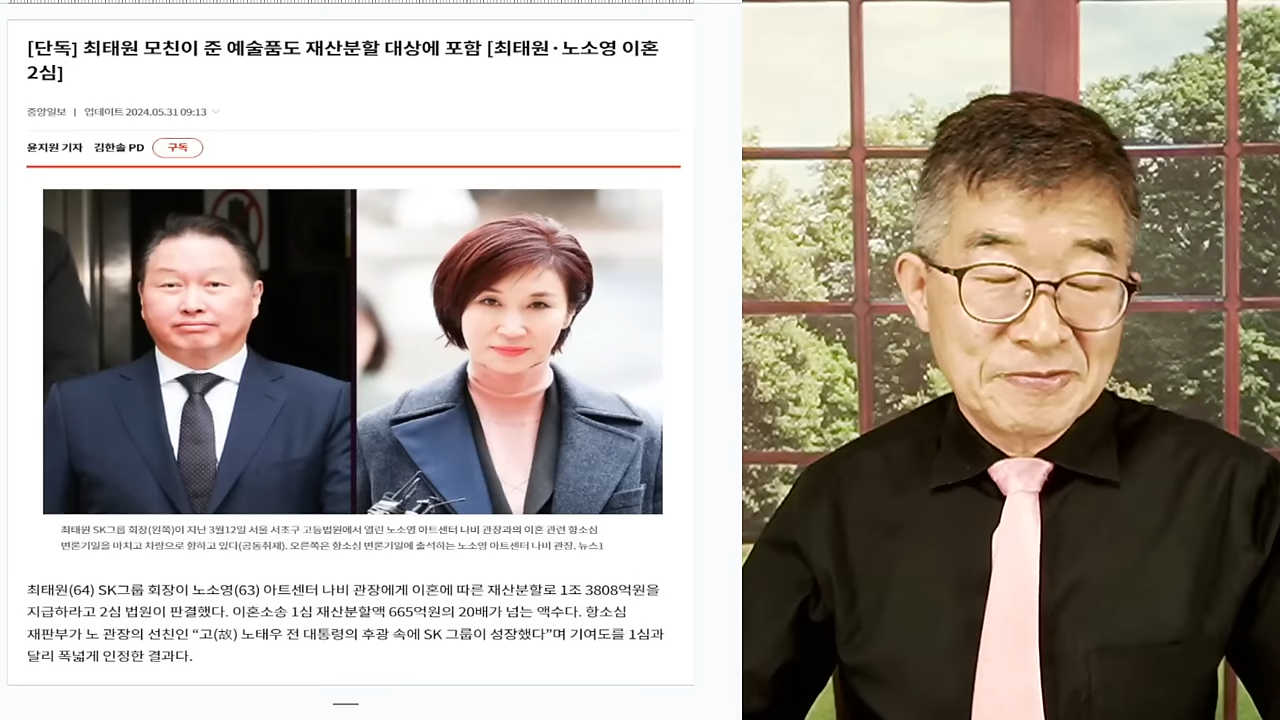 [단독] 최태원 모친이 준 예술품도 재산분할 대상에 포함 [최태원·노소영 이혼
2심]
중앙일보 | 업데이트 2024.05.31 09:13
윤지원 기자 김한솔 PD 구독
최태원 SK그룹 회장(왼쪽)이 지난 3월12일 서울 서초구 고등법원에서 열린 노소영 아트센터 나비 관장과의 이혼 관련 항소심
변론기일을 마치고 차량으로 향하고 있다(공동취재). 오른쪽은 항소심 변론기일에 출석하는 노소영 아트센터 나비 관장. 뉴스1
최태원(64) SK그룹 회장이 노소영(63) 아트센터 나비 관장에게 이혼에 따른 재산분할로 1조 3808억원을
지급하라고 2심 법원이 판결했다. 이혼소송 1심 재산분할액 665억원의 20배가 넘는 액수다. 항소심
재판부가 노 관장의 선친인 “고(故) 노태우 전 대통령의 후광 속에 SK 그룹이 성장했다”며 기여도를 1심과
달리 폭넓게 인정한 결과다.